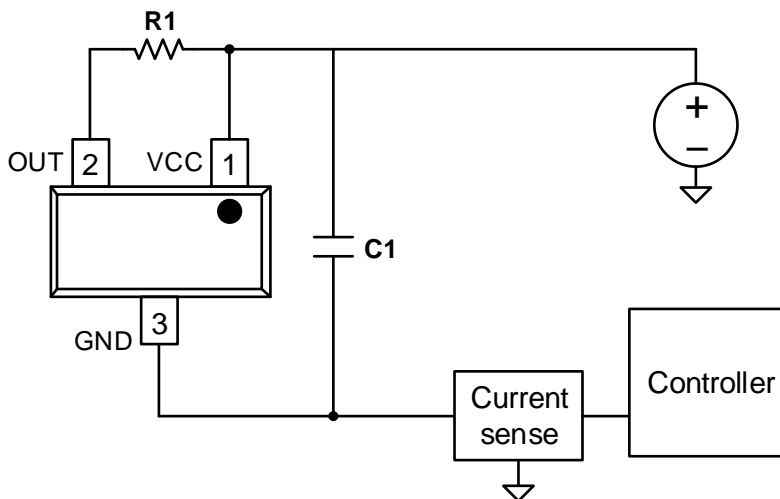 R1
+
−
OUT
2
VCC
1
C1
3
GND
Current
sense
Controller